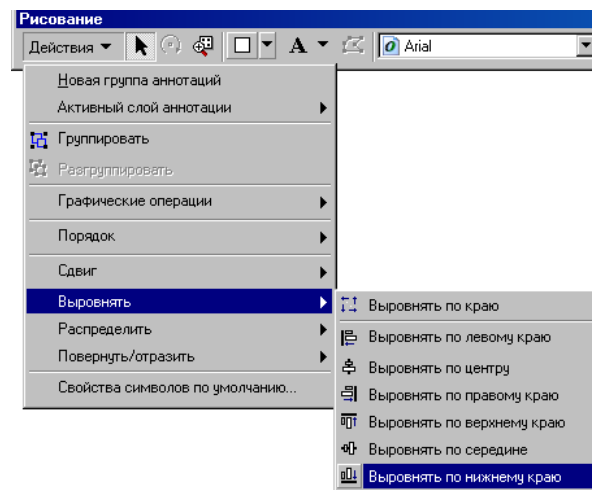 Рисование
Действия A Arial
Новая группа аннотаций
Активный слой аннотации
Группировать
Разгруппировать
Графические операции
Порядок
Сдвиг
Выровнять
Распределить
Повернуть/отразить
Свойства символов по умолчанию...
Выровнять по краю
Выровнять по левому краю
Выровнять по центру
Выровнять по правому краю
Выровнять по верхнему краю
Выровнять по середине
Выровнять по нижнему краю